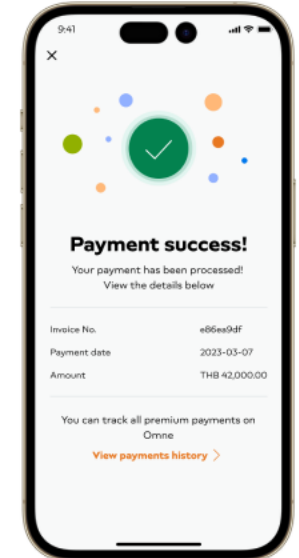 9:41
Payment success!
Your payment has been processed!
View the details below
Invoice No. e86ea9df
Payment date 2023-03-07
Amount THB 42,000.00
You can track all premium payments on
Omne
View payments history >